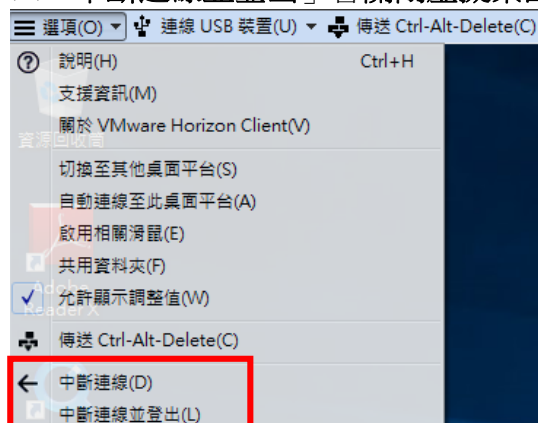 選項(O) 連線 USB 裝置(U) 傳送 Ctrl-Alt-Delete(C)
說明(H) Ctrl+H
支援資訊(M)
關於 VMware Horizon Client(V)
資源回收筒
切換至其他桌面平台(S)
自動連線至此桌面平台(A)
啟用相關滑鼠(E)
共用資料夾(F)
Adobe
允許顯示調整值(W)
Reader X
傳送 Ctrl-Alt-Delete(C)
中斷連線(D)
中斷連線並登出(L)